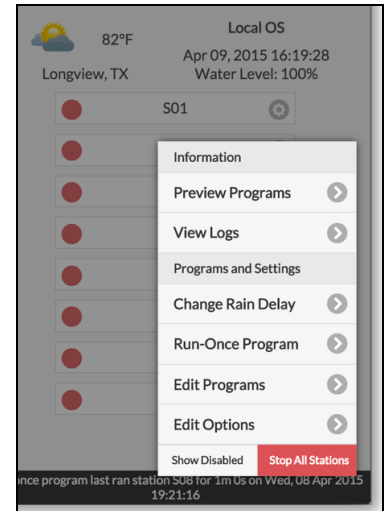 Local OS
82°F
Apr 09, 2015 16:19:28
Longview, TX
Water Level: 100%
S01
Information
Preview Programs
View Logs
Programs and Settings
Change Rain Delay
Run-Once Program
Edit Programs
Edit Options
Show Disabled
Stop All Stations
once program last ran station S08 for 1m 0s on Wed, 08 Apr 2015
19:21:16